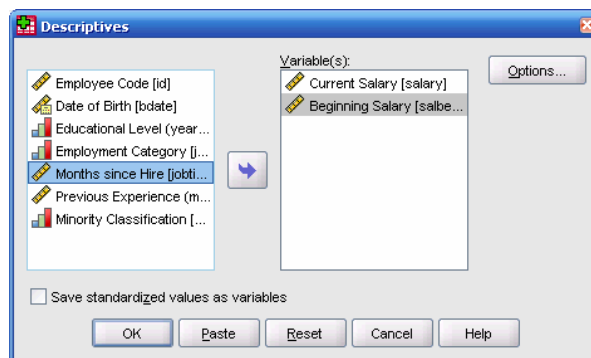 Descriptives
Variable(s):
Employee Code [id]
Date of Birth [bdate]
Educational Level (year...
Employment Category [j...
Months since Hire [jobti...
Previous Experience (m...
Minority Classification [...
Current Salary [salary]
Beginning Salary [salbe...
Options...
Save standardized values as variables
OK
Paste
Reset
Cancel
Help